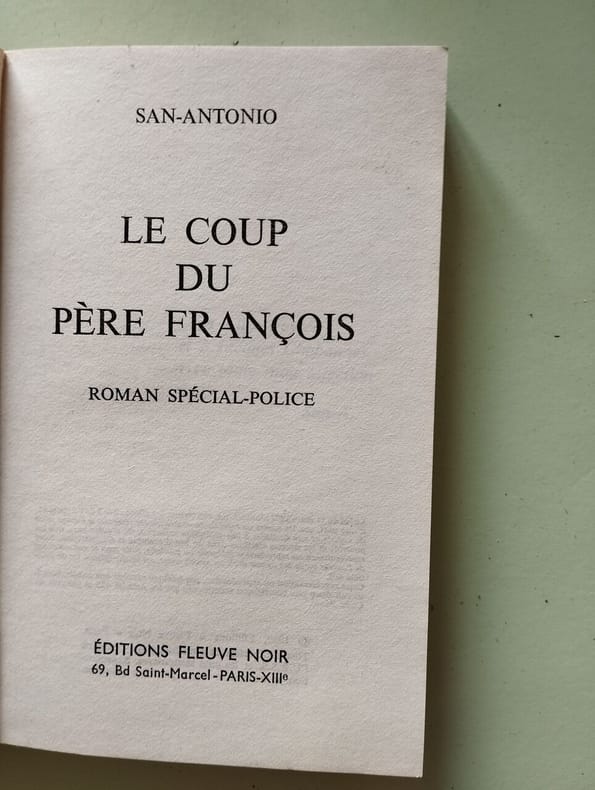 SAN-ANTONIO
LE COUP
DU
PÈRE FRANÇOIS
ROMAN SPÉCIAL-POLICE
ÉDITIONS FLEUVE NOIR
69, Bd Saint-Marcel - PARIS-XIIIe